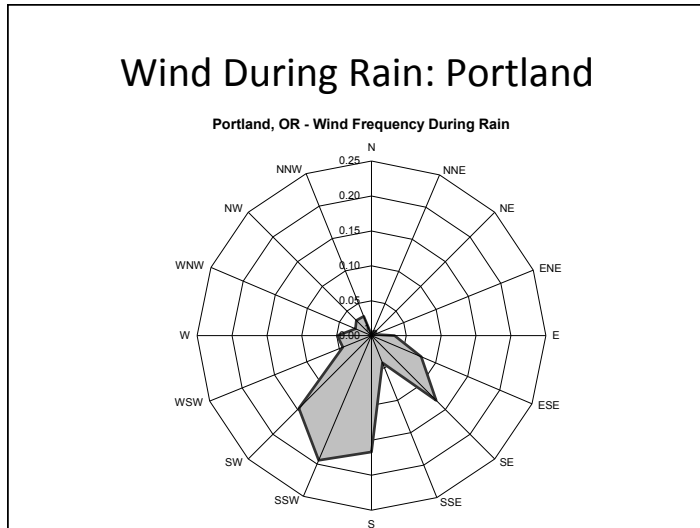 Wind During Rain: Portland
Portland, OR - Wind Frequency During Rain
N
NNW
0.25
NNE
0.20
NW
NE
0.15
WNW
0.10
ENE
0.05
W
0.00
E
WSW
ESE
SW
SE
SSW
SSE
S